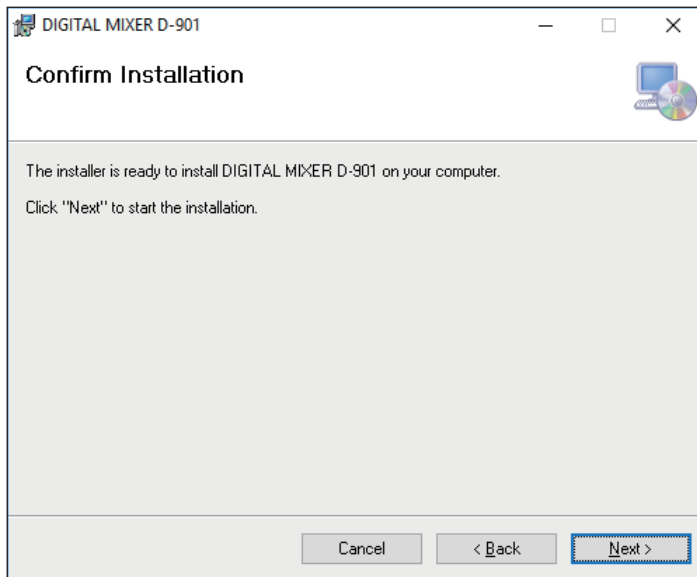 DIGITAL MIXER D-901
Confirm Installation
The installer is ready to install DIGITAL MIXER D-901 on your computer.
Click "Next" to start the installation.
Cancel
< Back
Next >